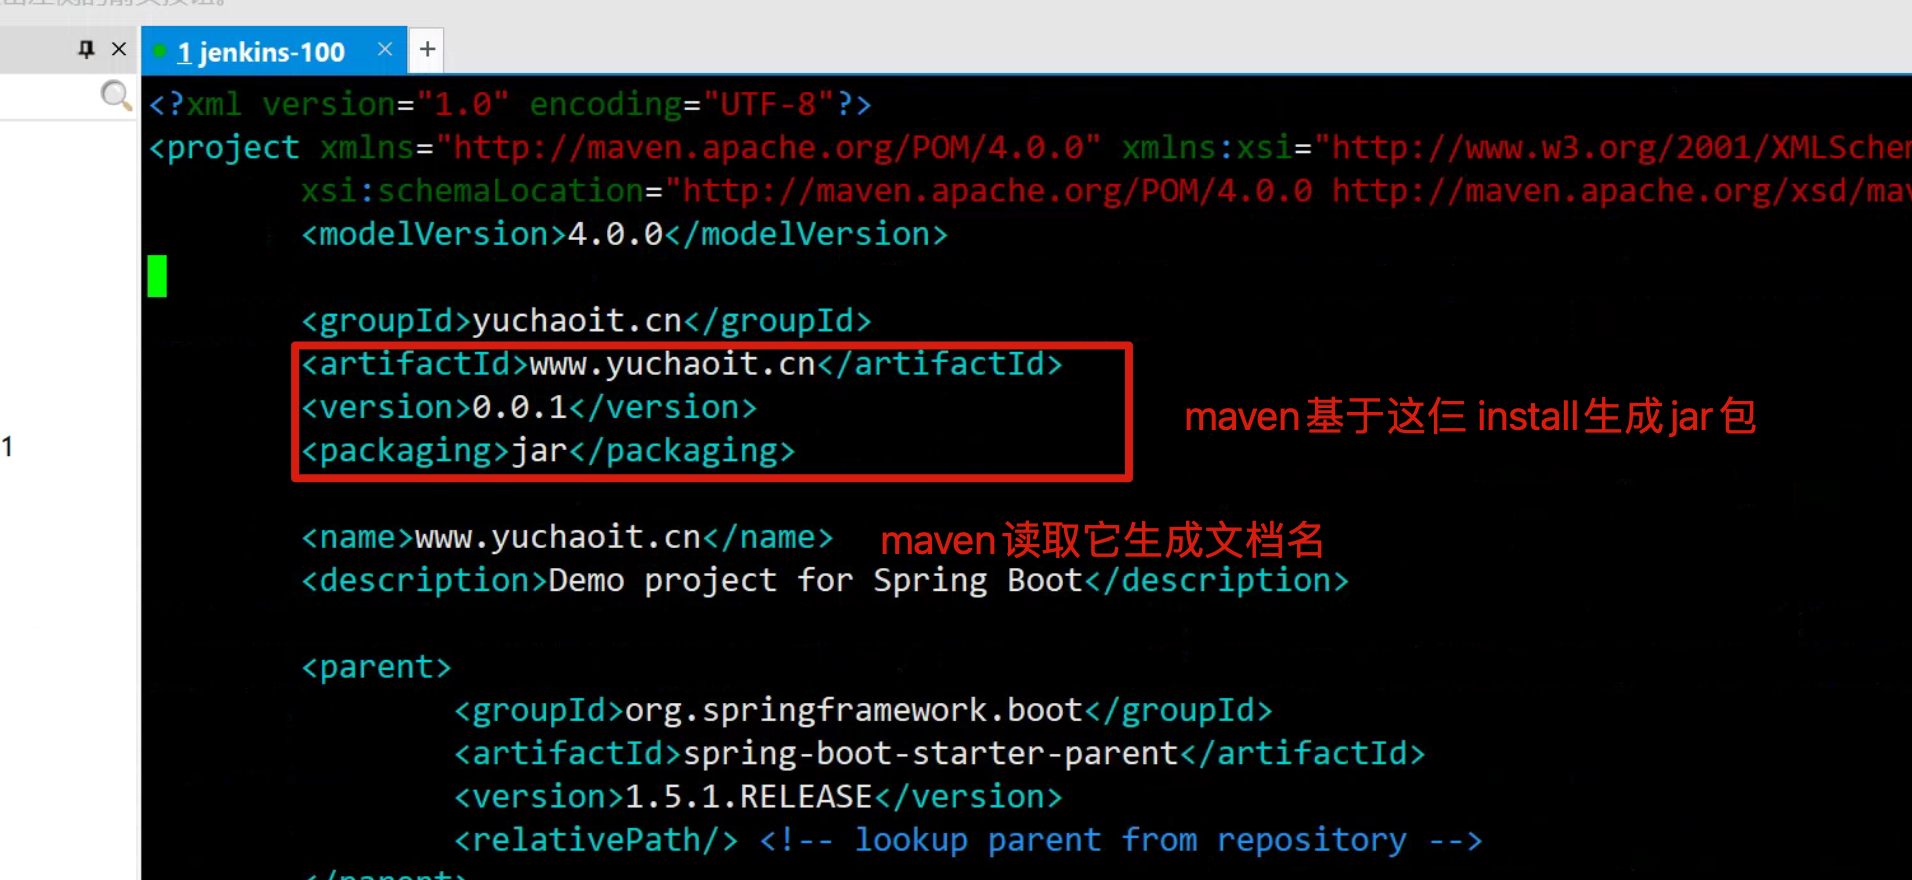 1 jenkins-100
<?xml version="1.0" encoding="UTF-8"?>
<project xmlns="http://maven.apache.org/POM/4.0.0" xmlns:xsi="http://www.w3.org/2001/XMLSchem
xsi:schemaLocation="http://maven.apache.org/POM/4.0.0 http://maven.apache.org/xsd/mav
<modelVersion>4.0.0</modelVersion>
<groupId>yuchaoit.cn</groupId>
<artifactId>www.yuchaoit.cn</artifactId>
<version>0.0.1</version>
maven基于这仨 install生成jar包
1
<packaging>jar</packaging>
<name>www.yuchaoit.cn</name> maven读取它生成文档名
<description>Demo project for Spring Boot</description>
<parent>
<groupId>org.springframework.boot</groupId>
<artifactId>spring-boot-starter-parent</artifactId>
<version>1.5.1.RELEASE</version>
<relativePath/> <!-- lookup parent from repository -->
</parent>